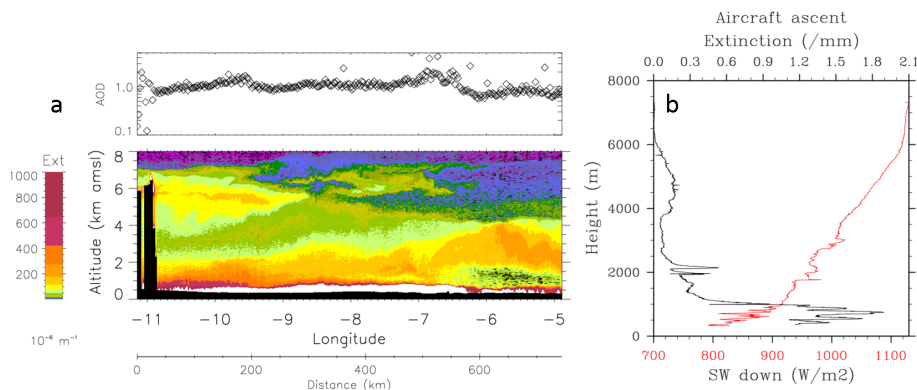 a
AOD
1.0
0.1
Ext
1000
800
600
400
200
10⁻⁶ m⁻¹
Altitude (km amsl)
8
6
4
2
0
-11 -10 -9 -8 -7 -6 -5
Longitude
0 200 400 600
Distance (km)
Aircraft ascent
Extinction (/mm)
0.0 0.3 0.6 0.9 1.2 1.5 1.8 2.1
b
Height (m)
8000
6000
4000
2000
0
700 800 900 1000 1100
SW down (W/m2)